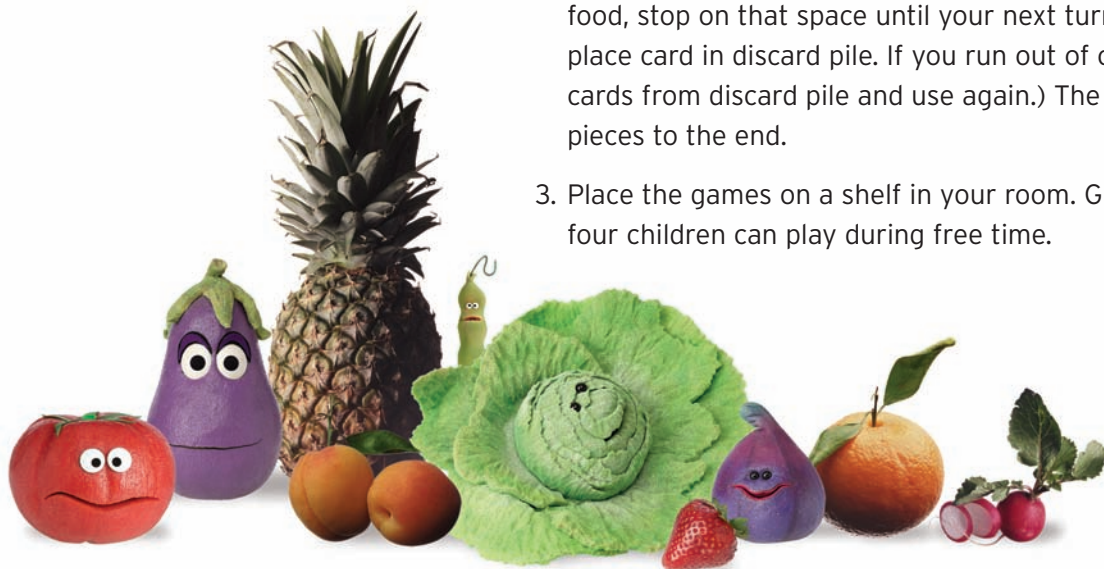 food, stop on that space until your next turn
place card in discard pile. If you run out of
cards from discard pile and use again.) The
pieces to the end.
3. Place the games on a shelf in your room.
four children can play during free time.